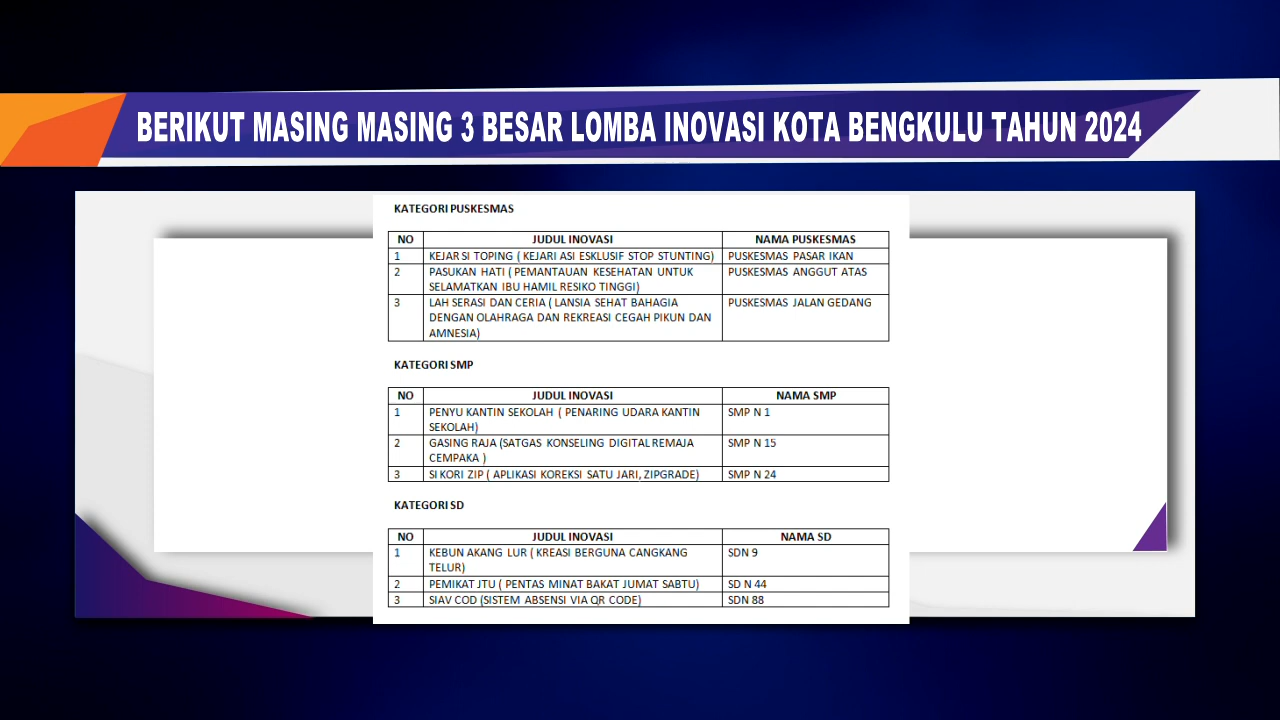 BERIKUT MASING MASING 3 BESAR LOMBA INOVASI KOTA BENGKULU TAHUN 2024
KATEGORI PUSKESMAS
NO JUDUL INOVASI NAMA PUSKESMAS
1 KEJAR SI TOPING ( KEJARI ASI ESKLUSIF STOP STUNTING) PUSKESMAS PASAR IKAN
2 PASUKAN HATI ( PEMANTAUAN KESEHATAN UNTUK PUSKESMAS ANGGUT ATAS
SELAMATKAN IBU HAMIL RESIKO TINGGI)
3 LAH SERASI DAN CERIA ( LANSIA SEHAT BAHAGIA PUSKESMAS JALAN GEDANG
DENGAN OLAHRAGA DAN REKREASI CEGAH PIKUN DAN
AMNESIA)
KATEGORI SMP
NO JUDUL INOVASI NAMA SMP
1 PENYU KANTIN SEKOLAH ( PENARING UDARA KANTIN SMP N 1
SEKOLAH)
2 GASING RAJA (SATGAS KONSELING DIGITAL REMAJA SMP N 15
CEMPAKA )
3 SI KORI ZIP ( APLIKASI KOREKSI SATU JARI, ZIPGRADE) SMP N 24
KATEGORI SD
NO JUDUL INOVASI NAMA SD
1 KEBUN AKANG LUR ( KREASI BERGUNA CANGKANG SDN 9
TELUR)
2 PEMIKAT JTU ( PENTAS MINAT BAKAT JUMAT SABTU) SD N 44
3 SIAV COD (SISTEM ABSENSI VIA QR CODE) SDN 88